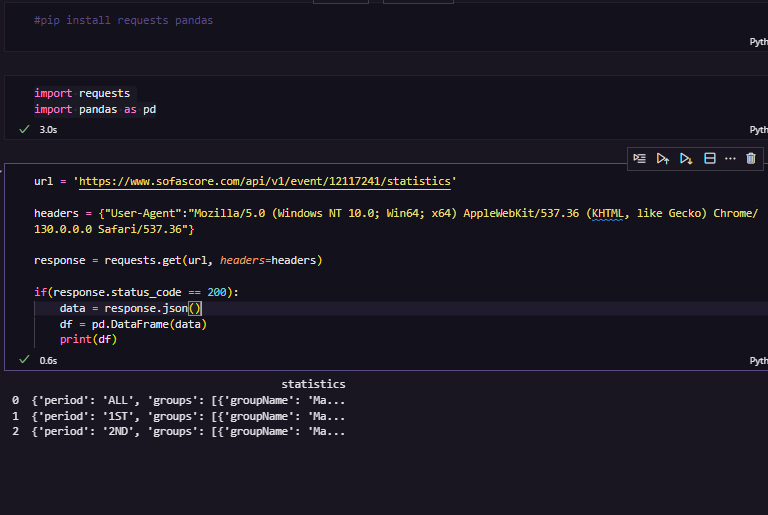 #pip install requests pandas
Pyth
import requests
import pandas as pd
3.0s
Pyth
url = 'https://www.sofascore.com/api/v1/event/12117241/statistics'
headers = {"User-Agent":"Mozilla/5.0 (Windows NT 10.0; Win64; x64) AppleWebKit/537.36 (KHTML, like Gecko) Chrome/
130.0.0.0 Safari/537.36"}
response = requests.get(url, headers=headers)
if(response.status_code == 200):
data = response.json()
df = pd.DataFrame(data)
print(df)
0.6s
Pyth
statistics
0 {'period': 'ALL', 'groups': [{'groupName': 'Ma...
1 {'period': '1ST', 'groups': [{'groupName': 'Ma...
2 {'period': '2ND', 'groups': [{'groupName': 'Ma...